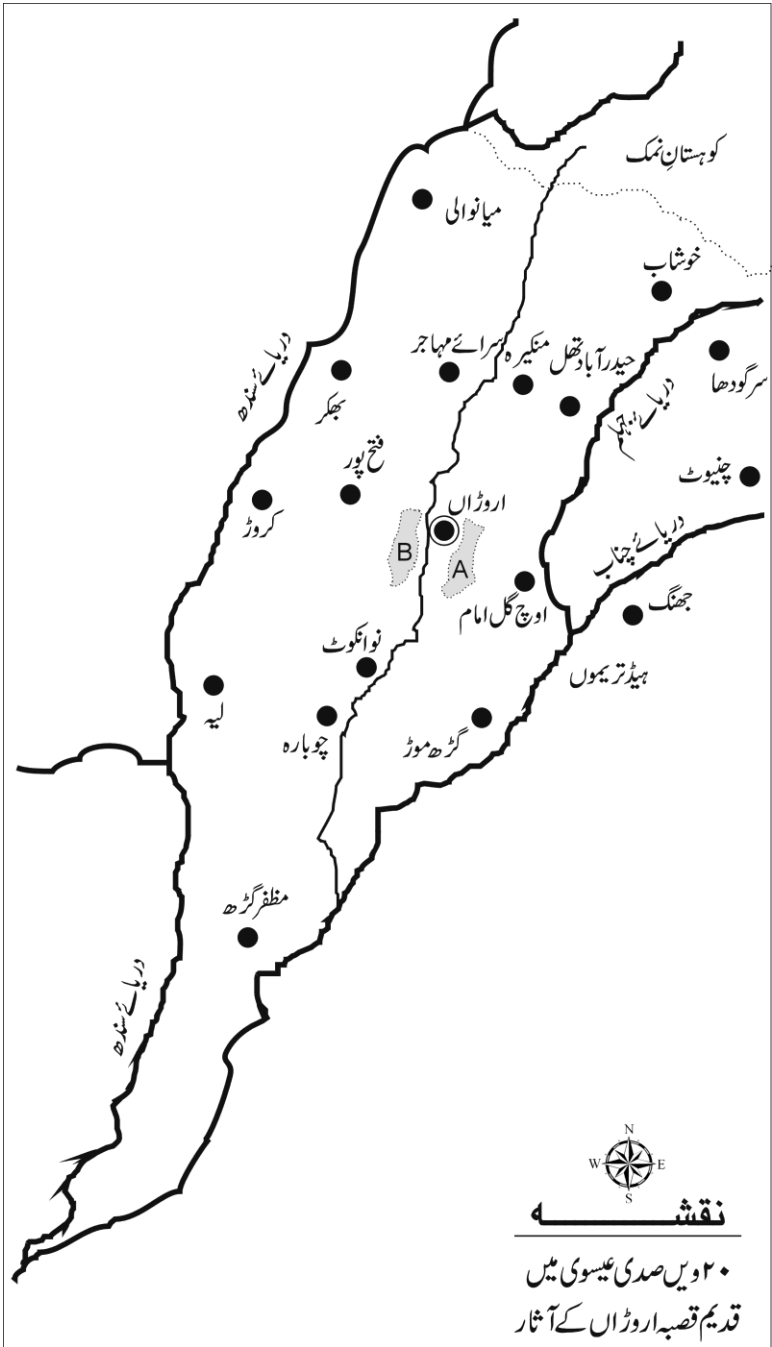 کوہستانِ نمک
میانوالی
خوشاب
دریائے سندھ
سرائے مہاجر
منکیرہ
حیدرآباد تھل
سرگودھا
بھکر
دریائے جہلم
فتح پور
چنیوٹ
کروڑ
اروڑاں
دریائے چناب
B
A
اوچ گل امام
جھنگ
نوانکوٹ
ہیڈ تریموں
لیہ
چوبارہ
گڑھ موڑ
مظفر گڑھ
دریائے سندھ
N
W E
S
نقشہ
۲۰ ویں صدی عیسوی میں
قدیم قصبہ اروڑاں کے آثار